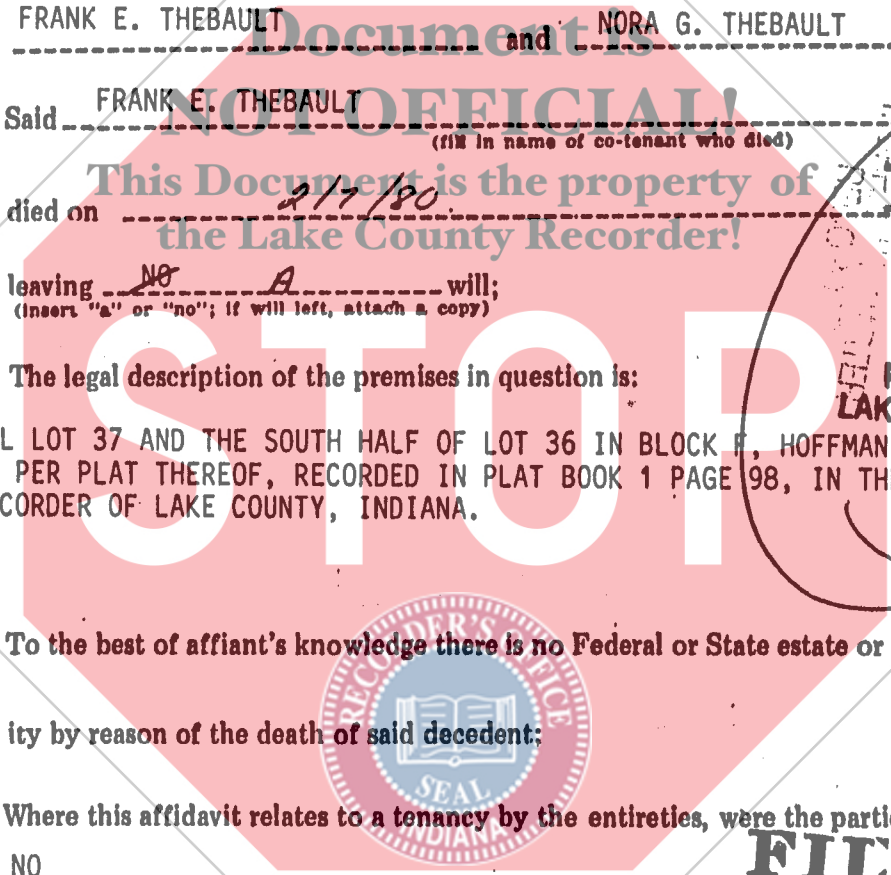 FRANK E. THEBAULT and NORA G. THEBAULT
Document is
Said FRANK E. THEBAULT
NOT OFFICIAL!
(fill in name of co-tenant who died)
This Document is the property of
died on 2/7/80.
the Lake County Recorder!
leaving NO A will;
(insert "a" or "no"; if will left, attach a copy)
STOP
The legal description of the premises in question is:
LAK
L LOT 37 AND THE SOUTH HALF OF LOT 36 IN BLOCK F, HOFFMAN
PER PLAT THEREOF, RECORDED IN PLAT BOOK 1 PAGE 98, IN TH
CORDER OF LAKE COUNTY, INDIANA.
RECORDER'S OFFICE
To the best of affiant's knowledge there is no Federal or State estate or
ity by reason of the death of said decedent;
SEAL
INDIANA
Where this affidavit relates to a tenancy by the entireties, were the parti
NO
FILE